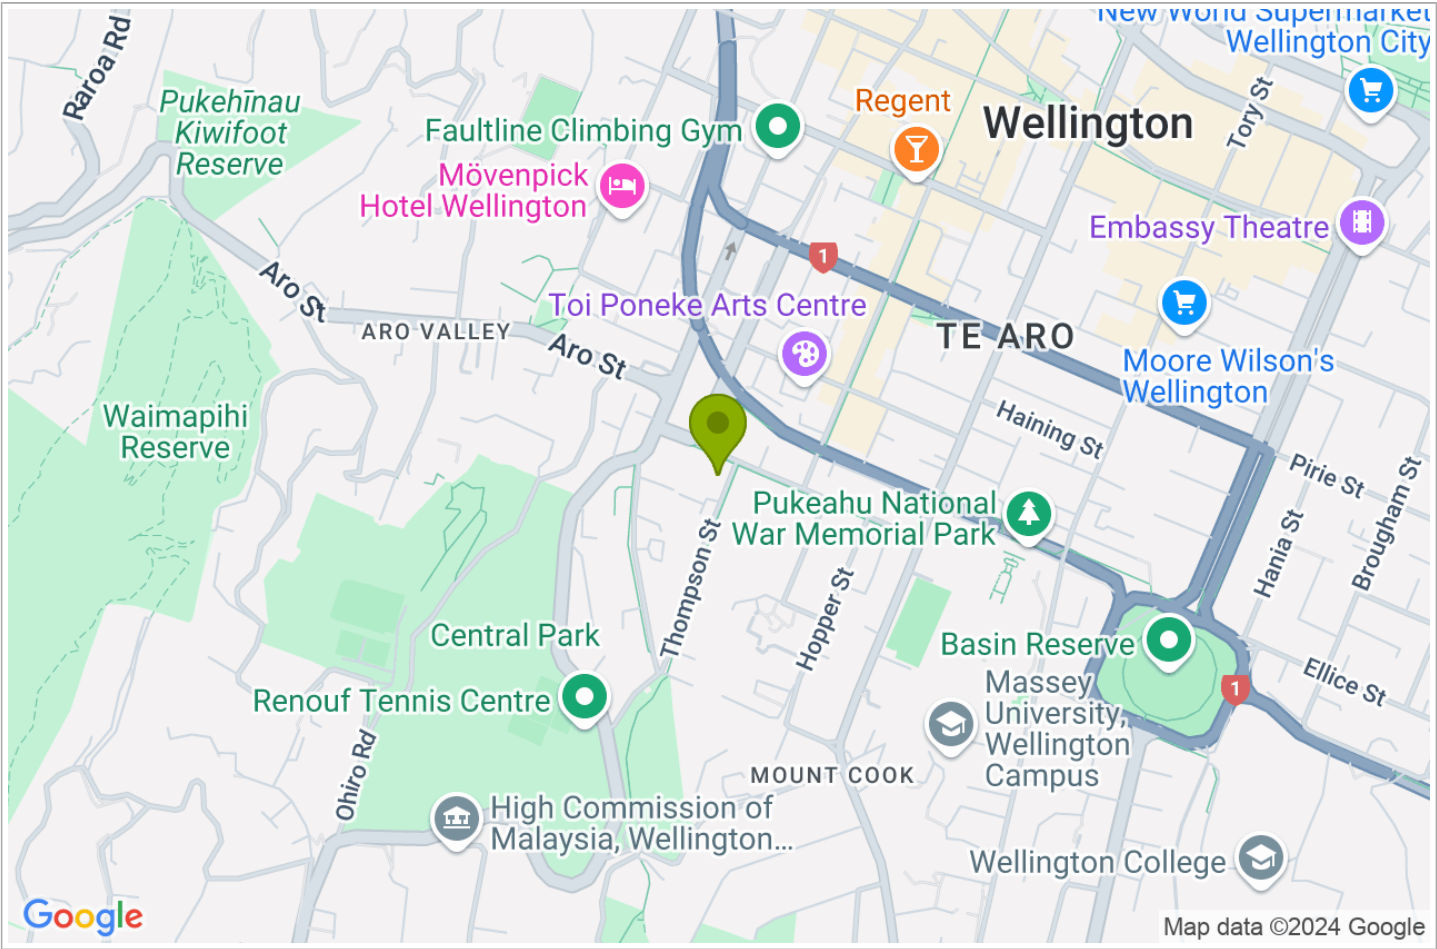 New World Supermarket
Wellington City
Raroa Rd
Pukehīnau
Kiwifoot
Reserve
Regent
Wellington
Tory St
Faultline Climbing Gym
Mövenpick
Hotel Wellington
Embassy Theatre
1
Aro St
Toi Poneke Arts Centre
ARO VALLEY
Aro St
TE ARO
Moore Wilson's
Wellington
Waimapihi
Reserve
Haining St
Pirie St
Brougham St
Pukeahu National
War Memorial Park
Hania St
Thompson St
Hopper St
Central Park
Basin Reserve
Ellice St
1
Renouf Tennis Centre
Massey
University,
Wellington
Campus
Ohiro Rd
MOUNT COOK
High Commission of
Malaysia, Wellington...
Wellington College
Google
Map data ©2024 Google